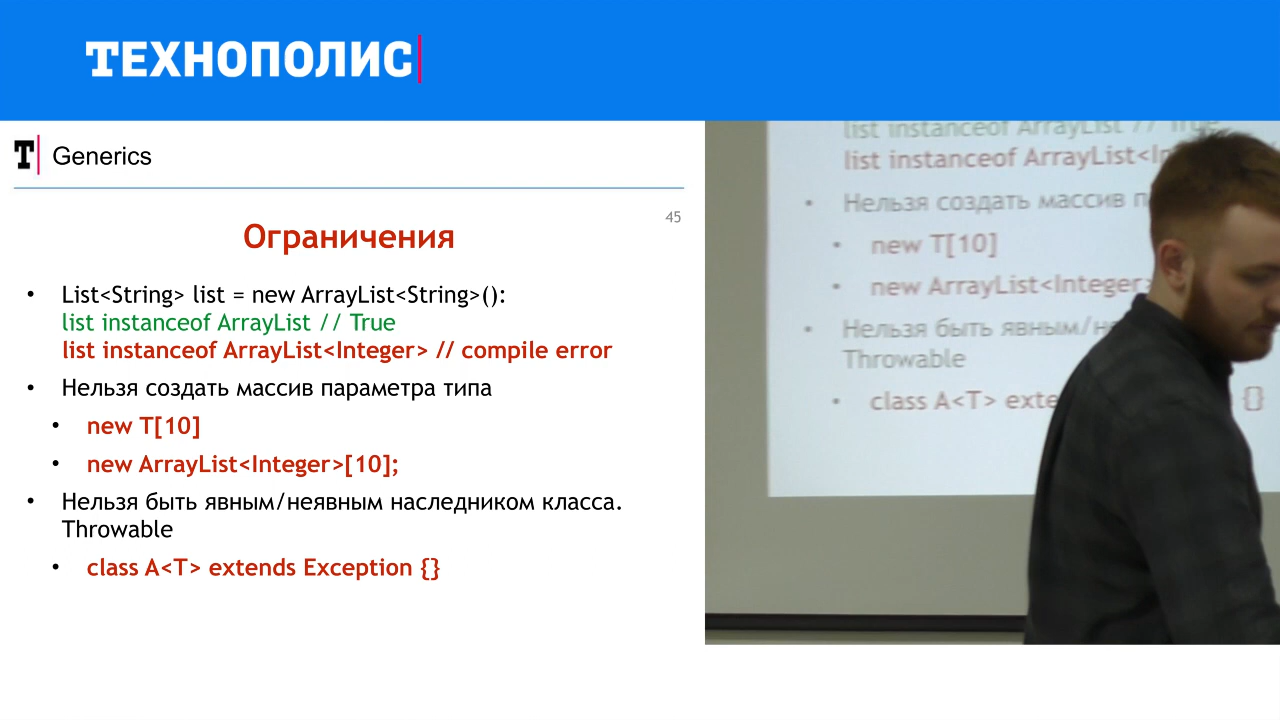 ТЕХНОПОЛИС
T
Generics
45
Ограничения
• List<String> list = new ArrayList<String>():
list instanceof ArrayList // True
list instanceof ArrayList<Integer> // compile error
• Нельзя создать массив параметра типа
• new T[10]
• new ArrayList<Integer>[10];
• Нельзя быть явным/неявным наследником класса.
Throwable
• class A<T> extends Exception {}
list instanceof ArrayList // True
list instanceof ArrayList<In
• Нельзя создать массив п
• new T[10]
• new ArrayList<Integer>
• Нельзя быть явным/не
Throwable
• class A<T> exte {}